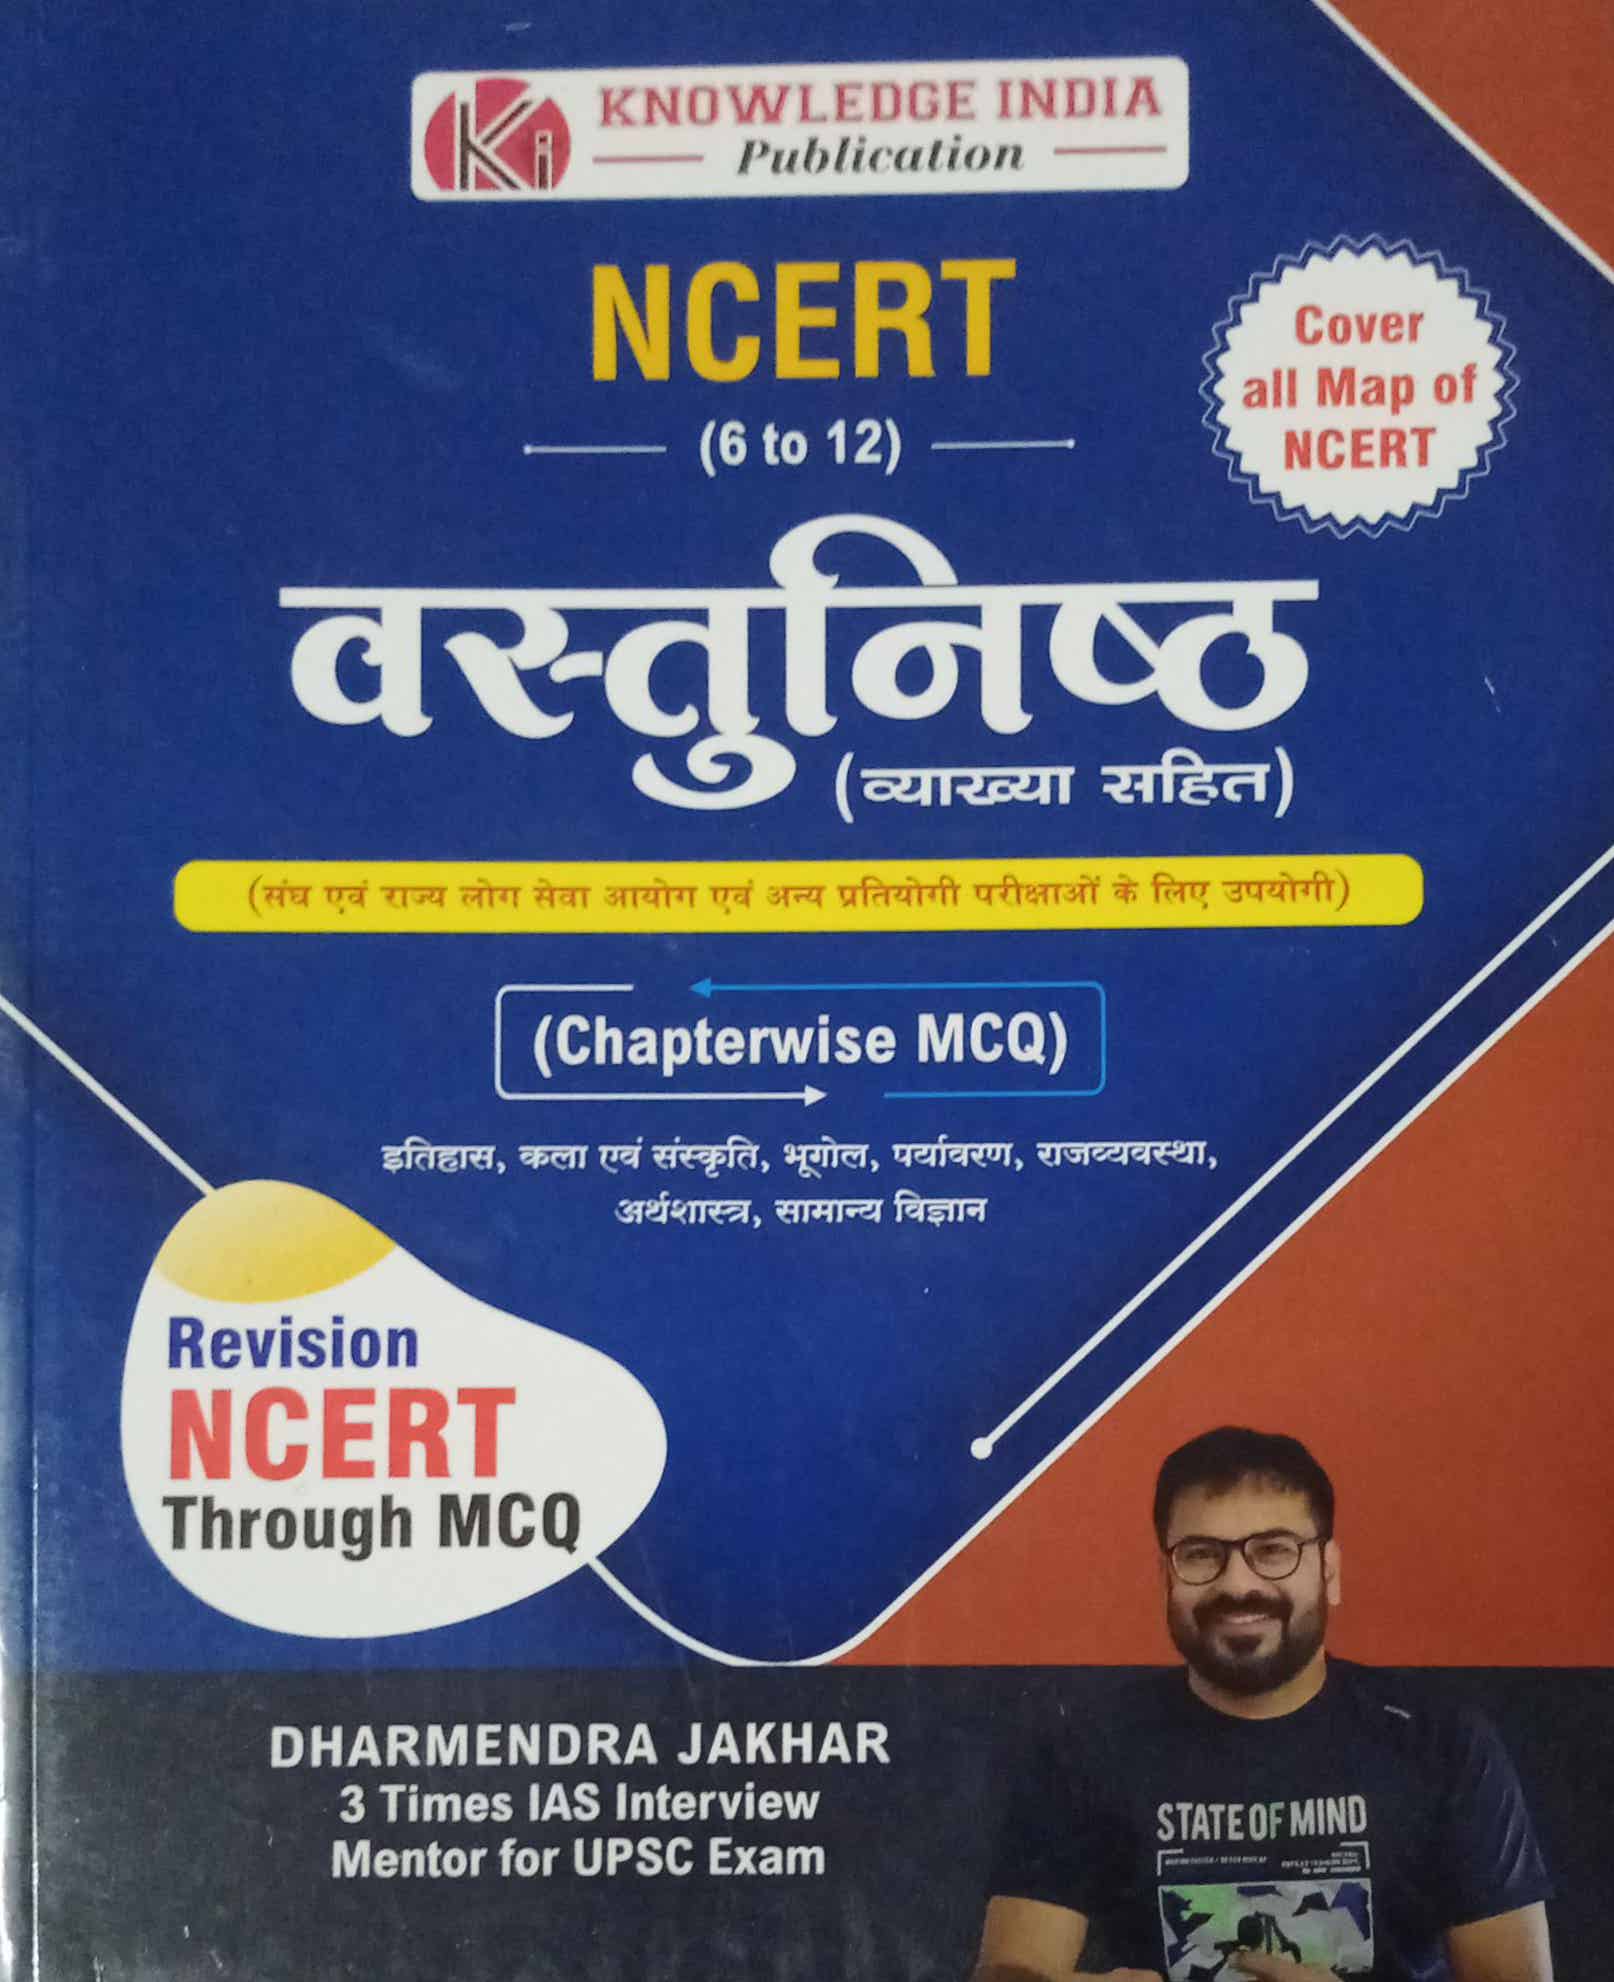 Ki KNOWLEDGE INDIA
Publication
NCERT
(6 to 12)
Cover
all Map of
NCERT
वस्तुनिष्ठ
(व्याख्या सहित)
(संघ एवं राज्य लोग सेवा आयोग एवं अन्य प्रतियोगी परीक्षाओं के लिए उपयोगी)
(Chapterwise MCQ)
इतिहास, कला एवं संस्कृति, भूगोल, पर्यावरण, राजव्यवस्था,
अर्थशास्त्र, सामान्य विज्ञान
Revision
NCERT
Through MCQ
DHARMENDRA JAKHAR
3 Times IAS Interview
Mentor for UPSC Exam
STATE OF MIND